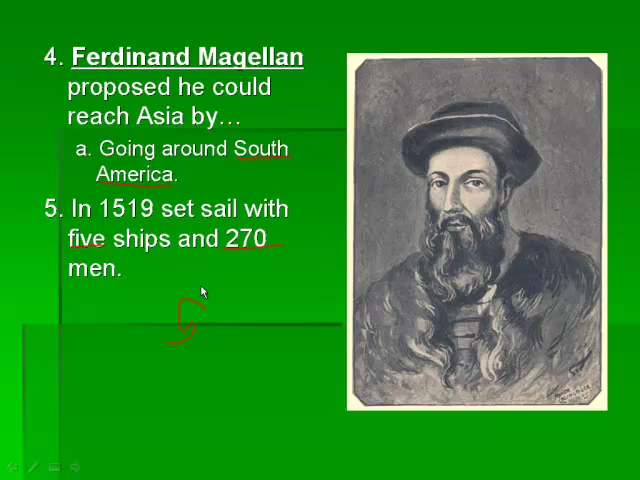 4. Ferdinand Magellan
proposed he could
reach Asia by…
a. Going around South
America.
5. In 1519 set sail with
five ships and 270
men.